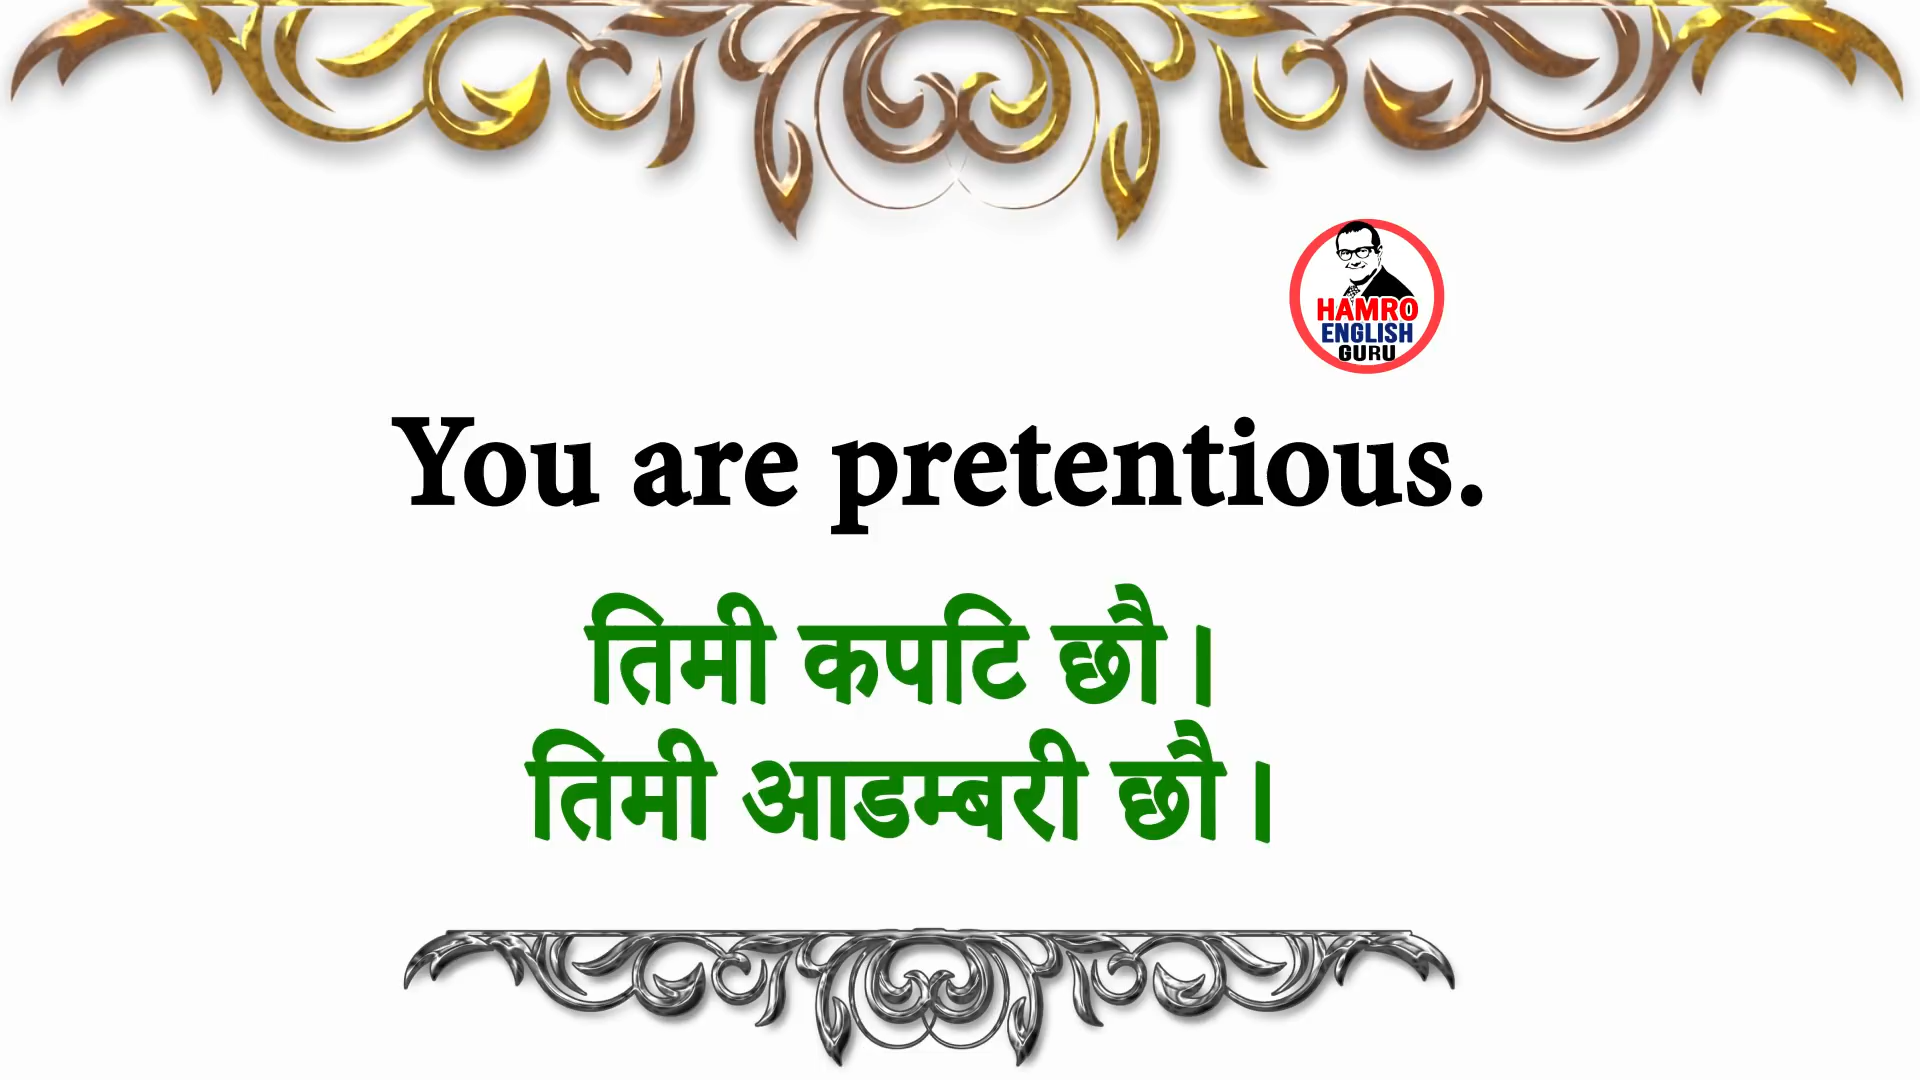 HAMRO
ENGLISH
GURU
You are pretentious.
तिमी कपटि छौ।
तिमी आडम्बरी छौ।